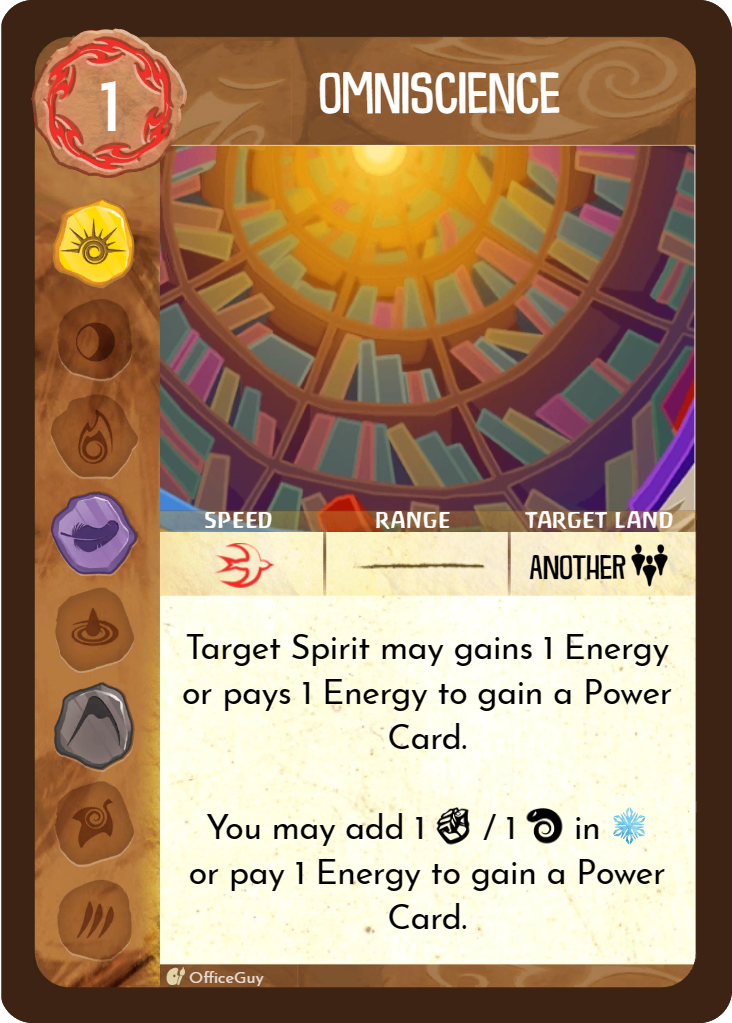 1
OMNISCIENCE
SPEED RANGE TARGET LAND
ANOTHER
Target Spirit may gains 1 Energy
or pays 1 Energy to gain a Power
Card.
You may add 1 / 1 in
or pay 1 Energy to gain a Power
Card.
OfficeGuy